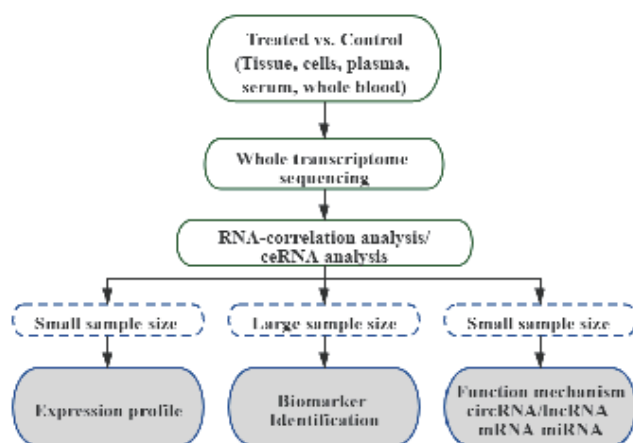 Treated vs. Control
(Tissue, cells, plasma,
serum, whole blood)
Whole transcriptome
sequencing
RNA-correlation analysis/
ceRNA analysis
Small sample size
Large sample size
Small sample size
Expression profile
Biomarker
Identification
Function mechanism
circRNA/lncRNA
mRNA miRNA